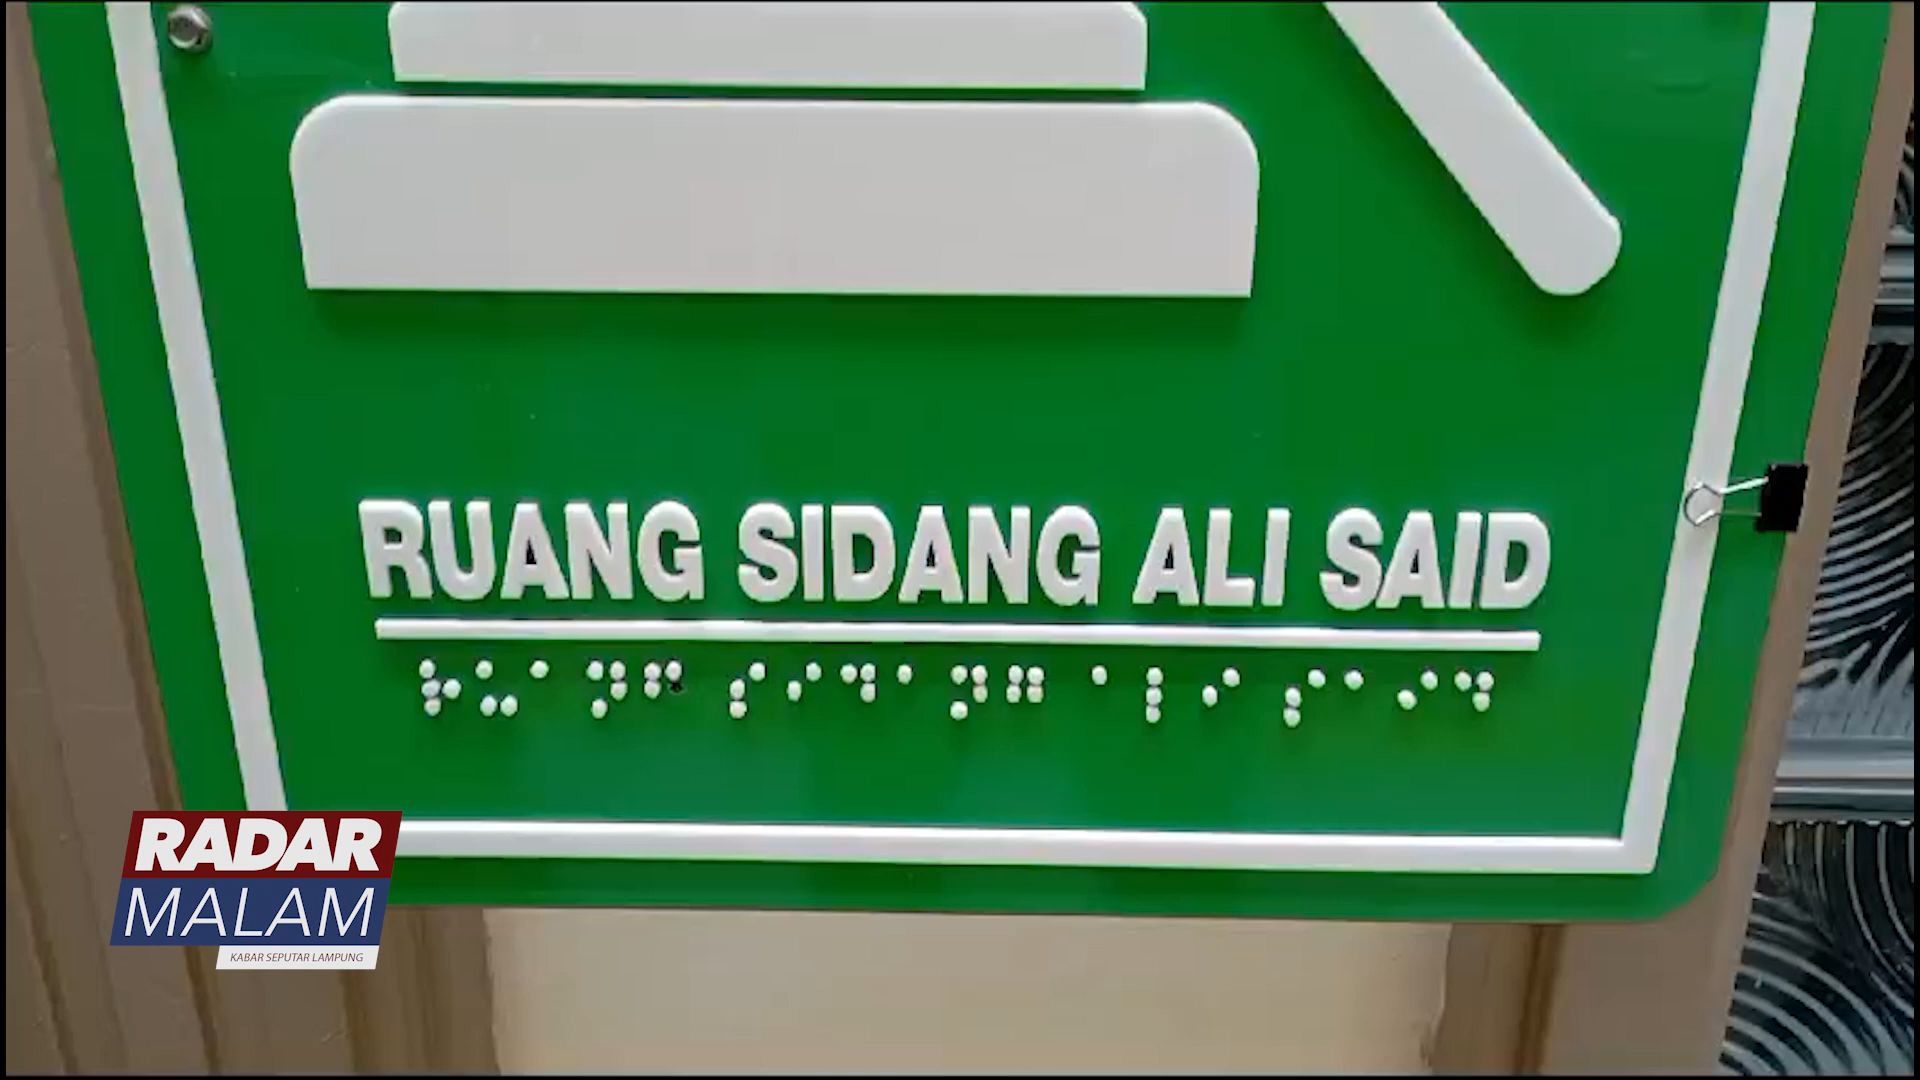 RUANG SIDANG ALI SAID
⠗⠥⠁⠝⠛ ⠎⠊⠙⠁⠝⠛ ⠁⠇⠊ ⠎⠁⠊⠙
RADAR
MALAM
KABAR SEPUTAR LAMPUNG